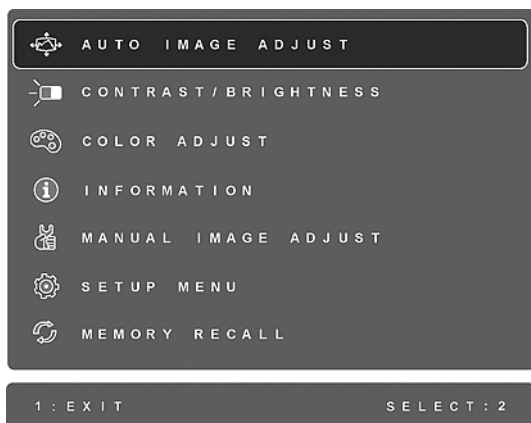 AUTO IMAGE ADJUST
CONTRAST/BRIGHTNESS
COLOR ADJUST
INFORMATION
MANUAL IMAGE ADJUST
SETUP MENU
MEMORY RECALL
1:EXIT SELECT:2